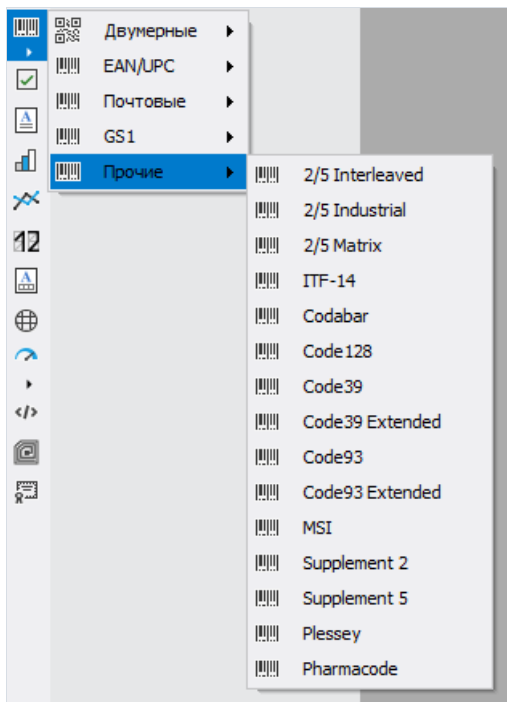 Двумерные
EAN/UPC
Почтовые
GS1
Прочие
2/5 Interleaved
2/5 Industrial
2/5 Matrix
ITF-14
Codabar
Code128
Code39
Code39 Extended
Code93
Code93 Extended
MSI
Supplement 2
Supplement 5
Plessey
Pharmacode
A
12
A
</>